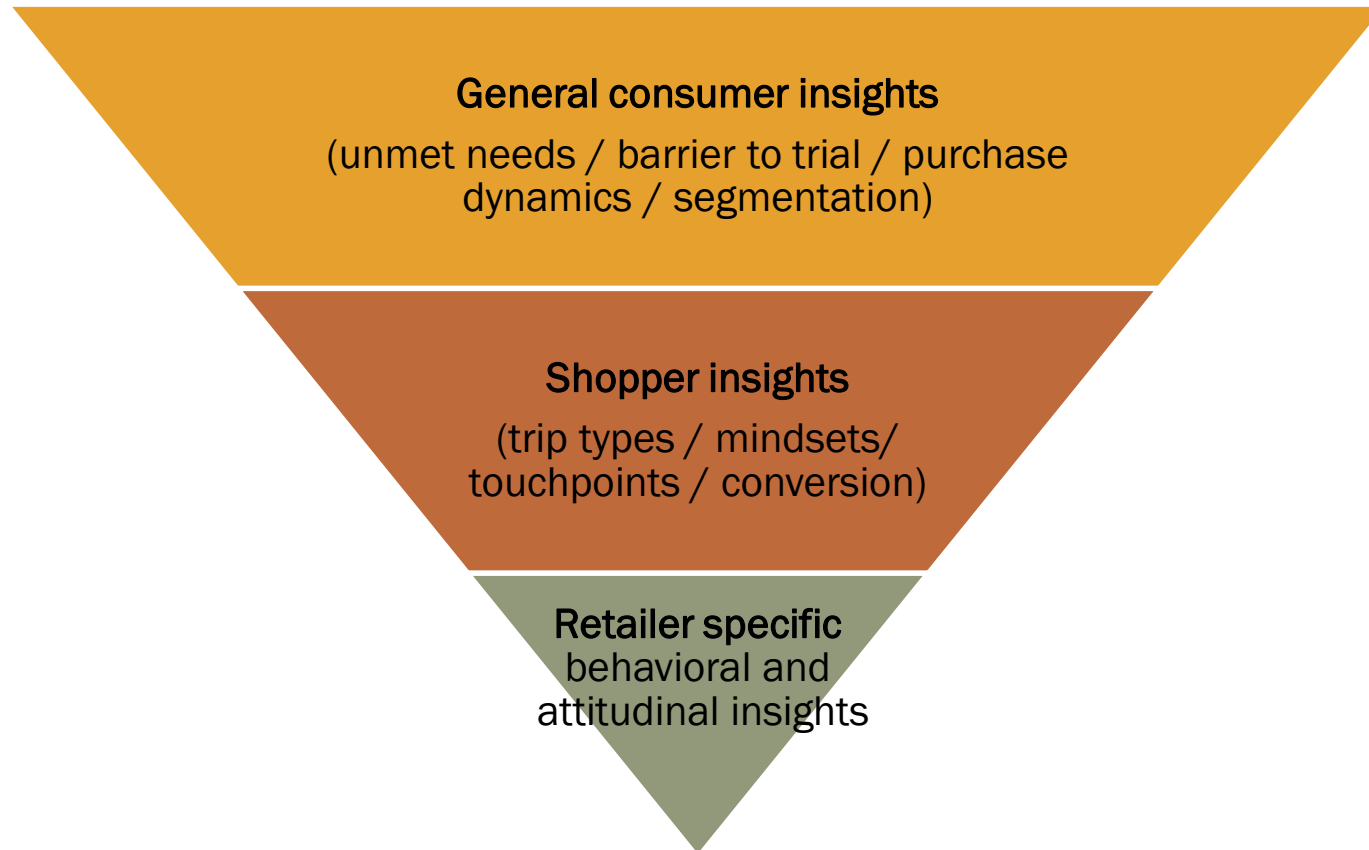 General consumer insights
(unmet needs / barrier to trial / purchase
dynamics / segmentation)
Shopper insights
(trip types / mindsets/
touchpoints / conversion)
Retailer specific
behavioral and
attitudinal insights